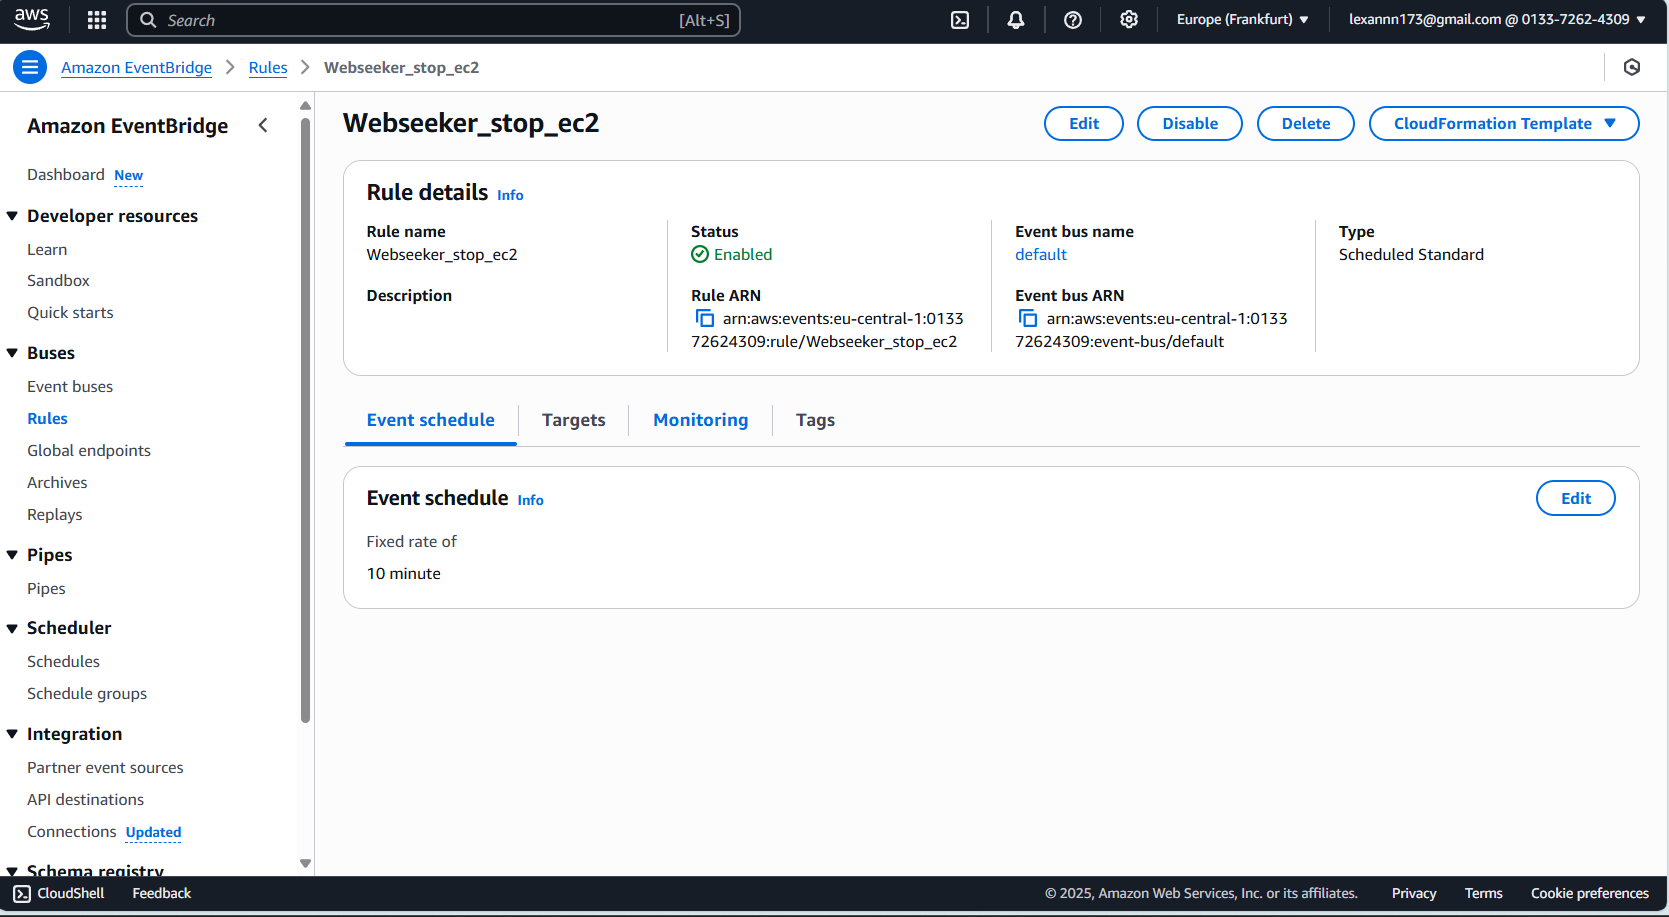 aws
Search [Alt+S]
Europe (Frankfurt)
lexannn173@gmail.com @ 0133-7262-4309
Amazon EventBridge
Rules
Webseeker_stop_ec2
Amazon EventBridge
Dashboard New
Developer resources
Learn
Sandbox
Quick starts
Buses
Event buses
Rules
Global endpoints
Archives
Replays
Pipes
Pipes
Scheduler
Schedules
Schedule groups
Integration
Partner event sources
API destinations
Connections Updated
Schema registry
Webseeker_stop_ec2
Edit
Disable
Delete
CloudFormation Template
Rule details Info
Rule name
Webseeker_stop_ec2
Description
Status
Enabled
Rule ARN
arn:aws:events:eu-central-1:0133
72624309:rule/Webseeker_stop_ec2
Event bus name
default
Event bus ARN
arn:aws:events:eu-central-1:0133
72624309:event-bus/default
Type
Scheduled Standard
Event schedule
Targets
Monitoring
Tags
Event schedule Info
Edit
Fixed rate of
10 minute
CloudShell
Feedback
© 2025, Amazon Web Services, Inc. or its affiliates.
Privacy
Terms
Cookie preferences